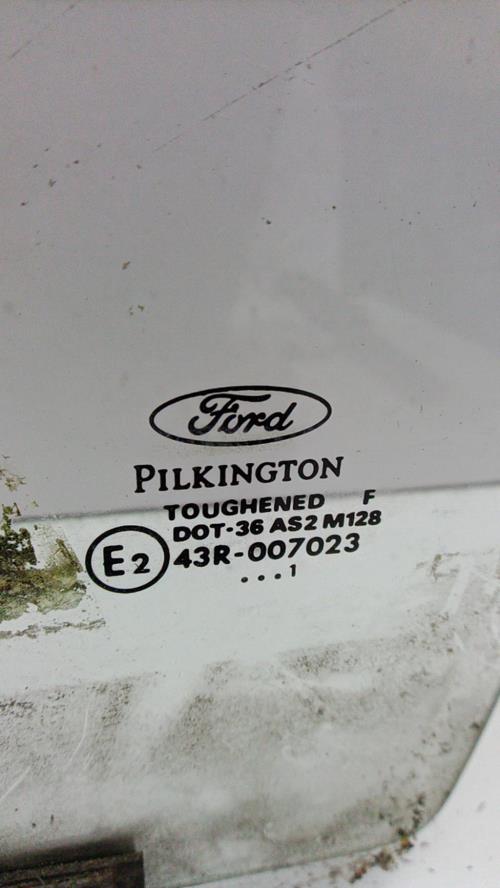 Ford
PILKINGTON
TOUGHENED F
DOT-36 AS2 M128
E2 43R-007023
...1